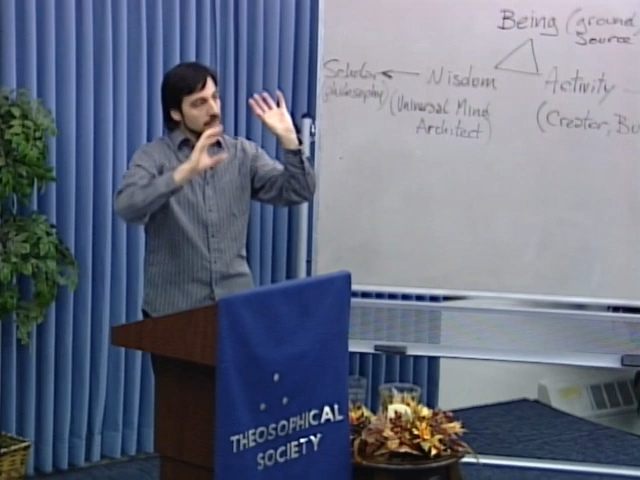 Being (ground,
Source
Scholar Wisdom Activity
(philosophy) (Universal Mind
Architect)
(Creator, Bu
THEOSOPHICAL
SOCIETY